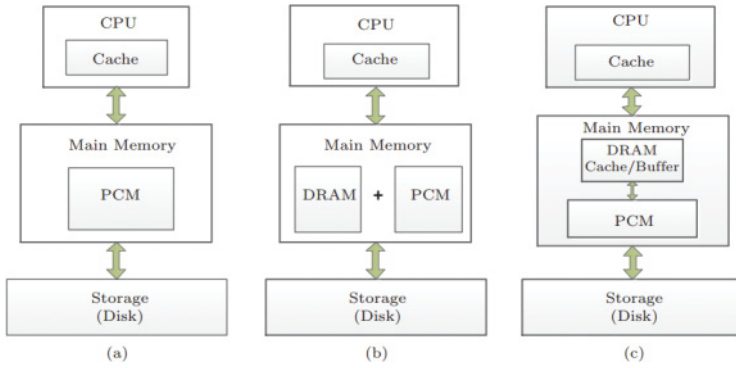 CPU
Cache
Main Memory
PCM
Storage
(Disk)
(a)
CPU
Cache
Main Memory
DRAM + PCM
Storage
(Disk)
(b)
CPU
Cache
Main Memory
DRAM
Cache/Buffer
PCM
Storage
(Disk)
(c)